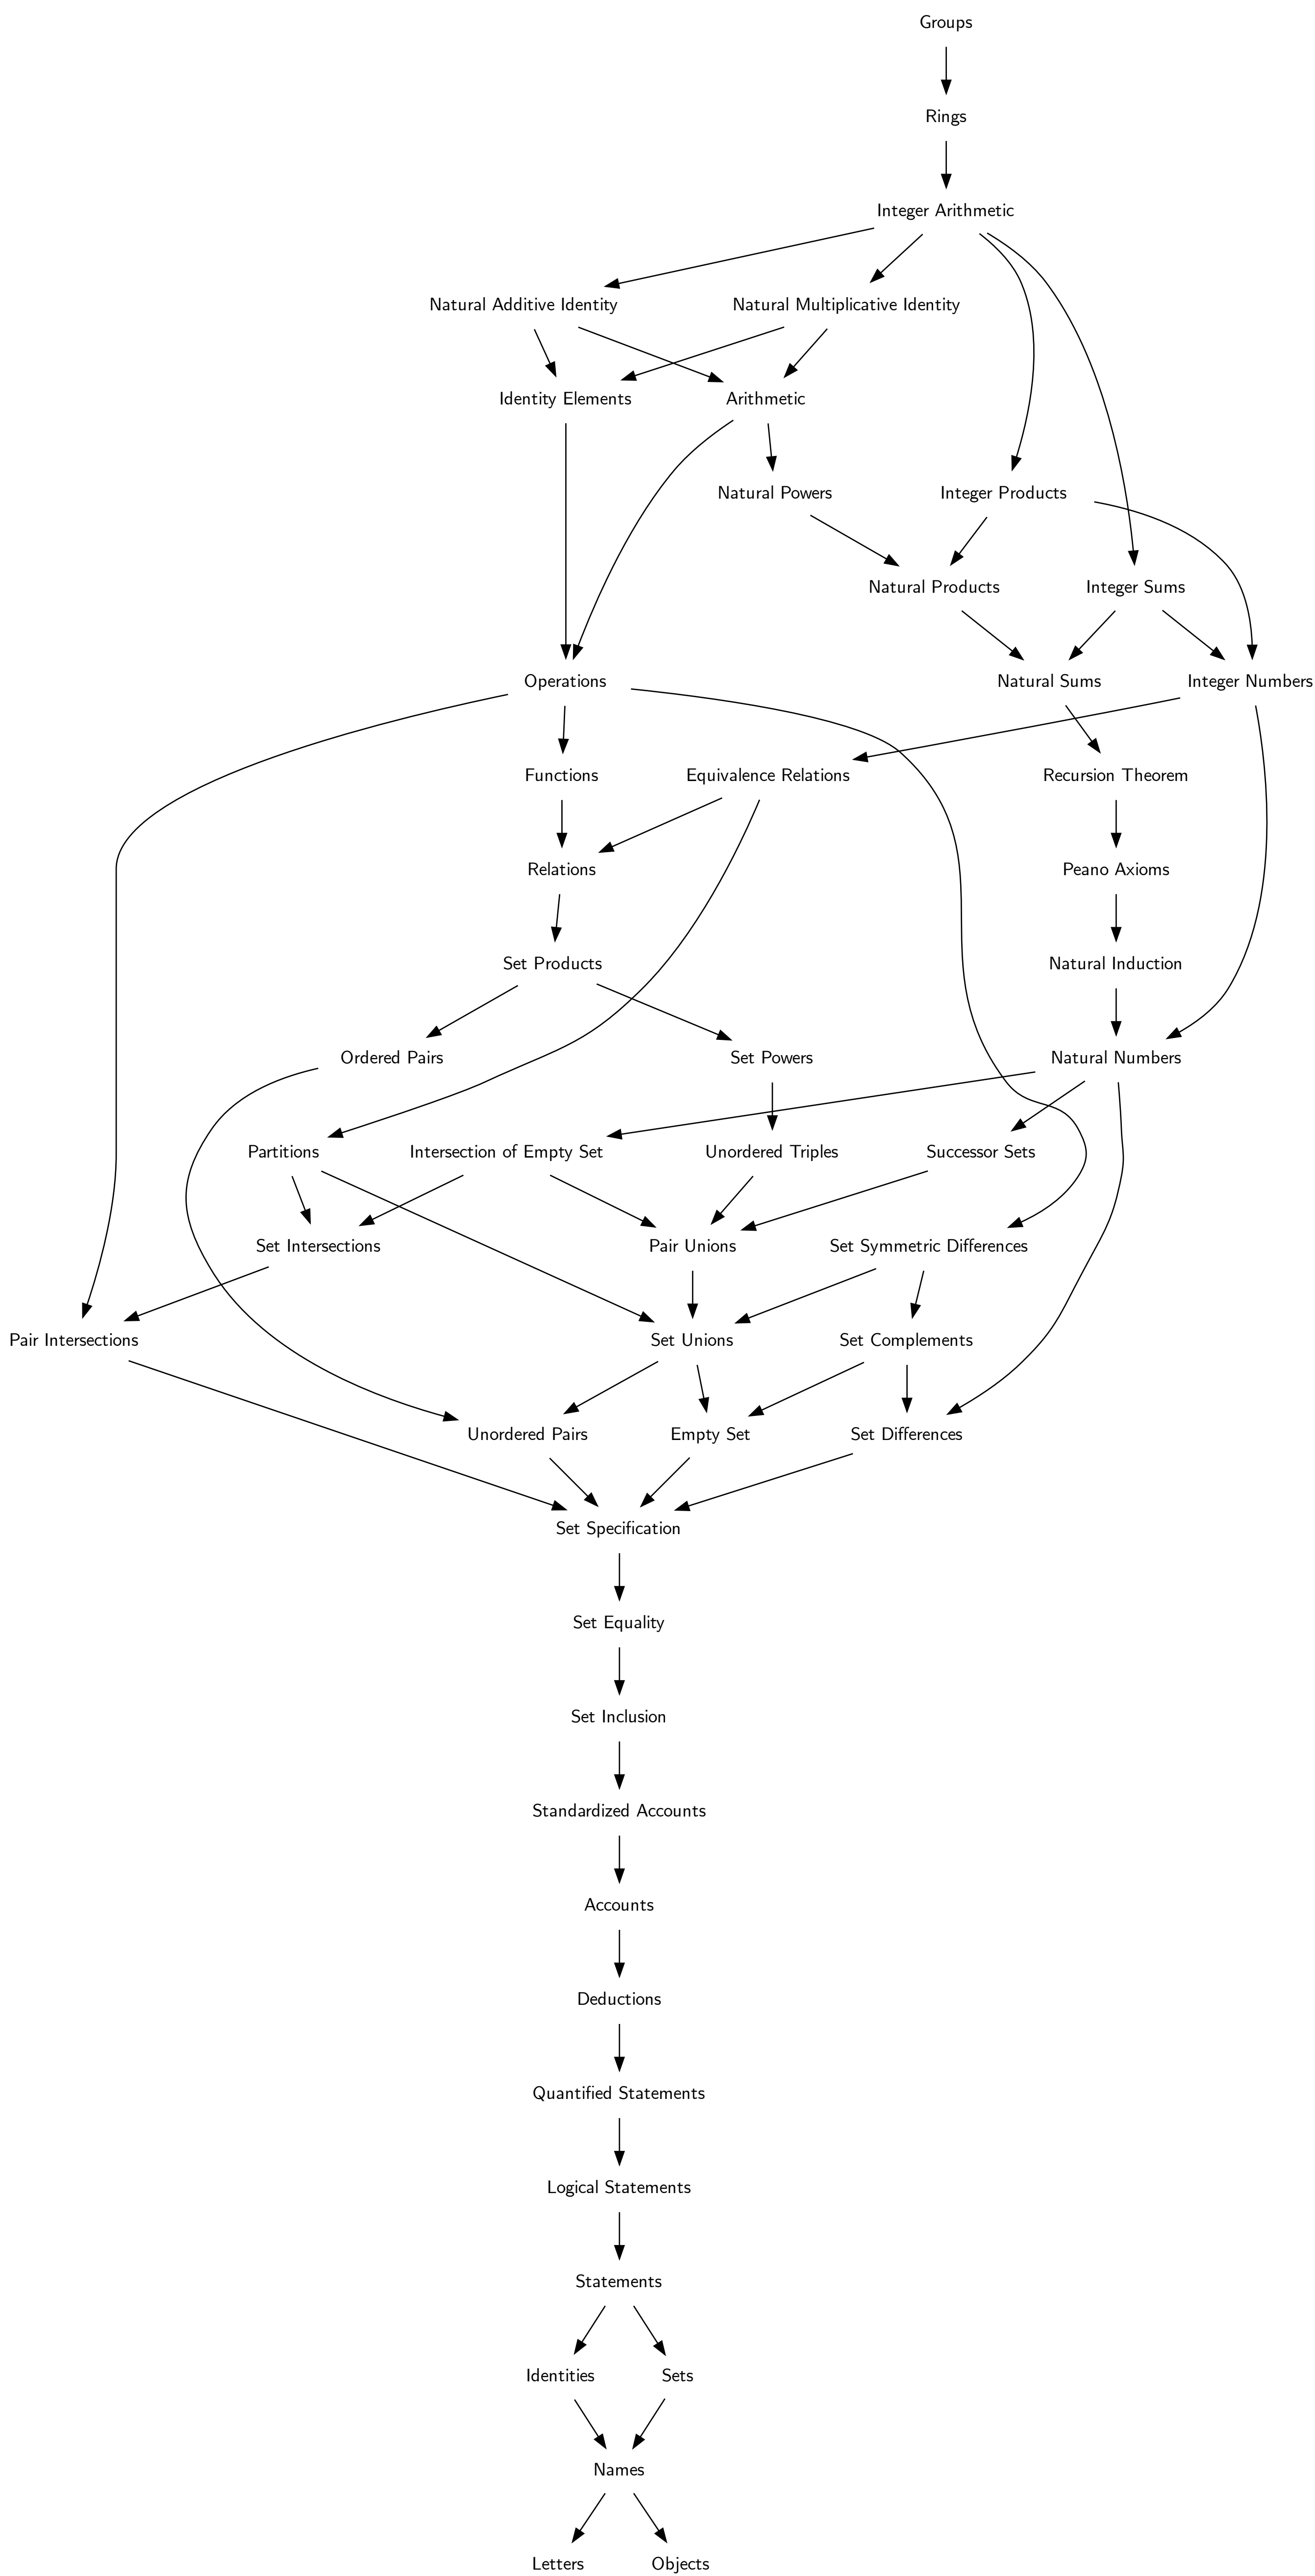 Groups
Rings
Integer Arithmetic
Natural Additive Identity
Natural Multiplicative Identity
Identity Elements
Arithmetic
Natural Powers
Integer Products
Natural Products
Integer Sums
Operations
Natural Sums
Integer Numbers
Functions
Equivalence Relations
Recursion Theorem
Relations
Peano Axioms
Set Products
Natural Induction
Ordered Pairs
Set Powers
Natural Numbers
Partitions
Intersection of Empty Set
Unordered Triples
Successor Sets
Set Intersections
Pair Unions
Set Symmetric Differences
Pair Intersections
Set Unions
Set Complements
Unordered Pairs
Empty Set
Set Differences
Set Specification
Set Equality
Set Inclusion
Standardized Accounts
Accounts
Deductions
Quantified Statements
Logical Statements
Statements
Identities
Sets
Names
Letters
Objects